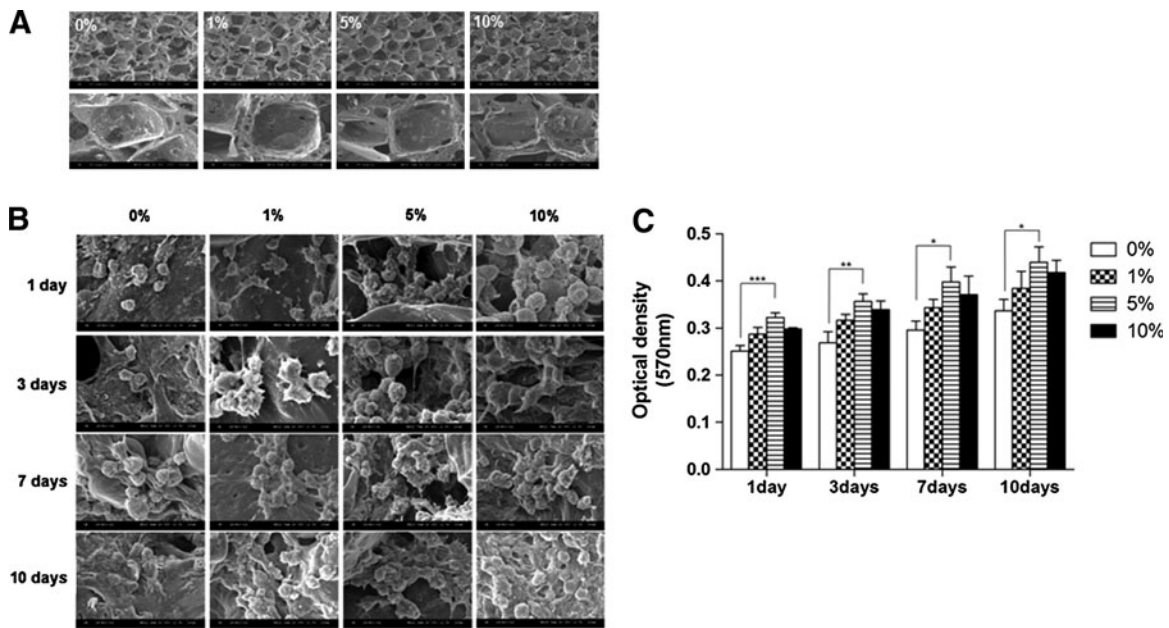 A
0% 1% 5% 10%
B
0% 1% 5% 10%
1 day
3 days
7 days
10 days
C
Optical density
(570nm)
0.5
0.4
0.3
0.2
0.1
0.0
*** ** * *
1day 3days 7days 10days
0%
1%
5%
10%